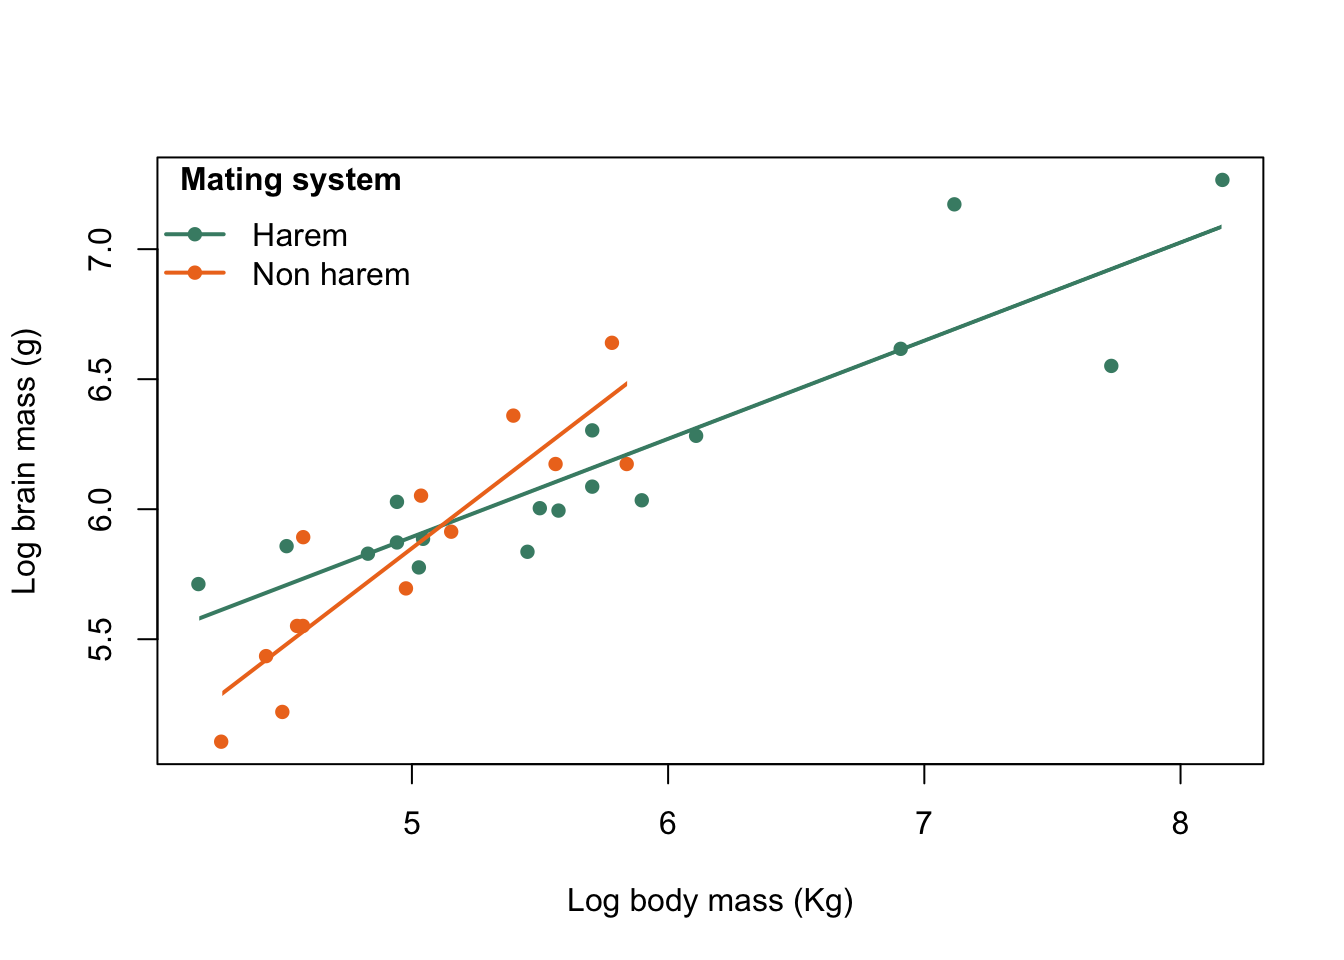 Mating system
Harem
Non harem
7.0
6.5
6.0
5.5
Log brain mass (g)
5 6 7 8
Log body mass (Kg)